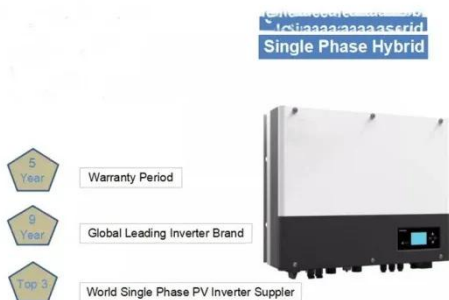 Single Phase Hybrid
5
Year
Warranty Period
9
Year
Global Leading Inverter Brand
Top 3
World Single Phase PV Inverter Suppler